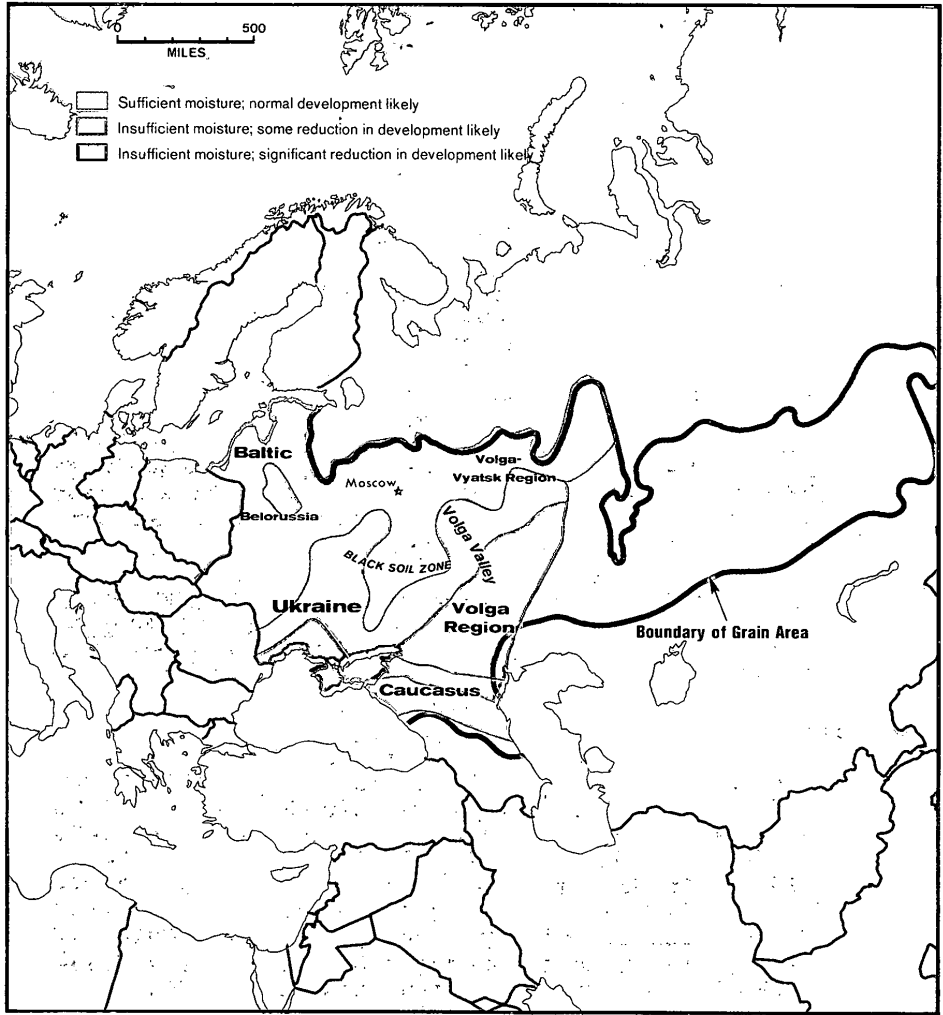 0 500
MILES
Sufficient moisture; normal development likely
Insufficient moisture; some reduction in development likely
Insufficient moisture; significant reduction in development likely
Baltic
Volga-
Vyatsk Region
Moscow
Belorussia
Volga Valley
BLACK SOIL ZONE
Ukraine
Volga
Region
Boundary of Grain Area
Caucasus